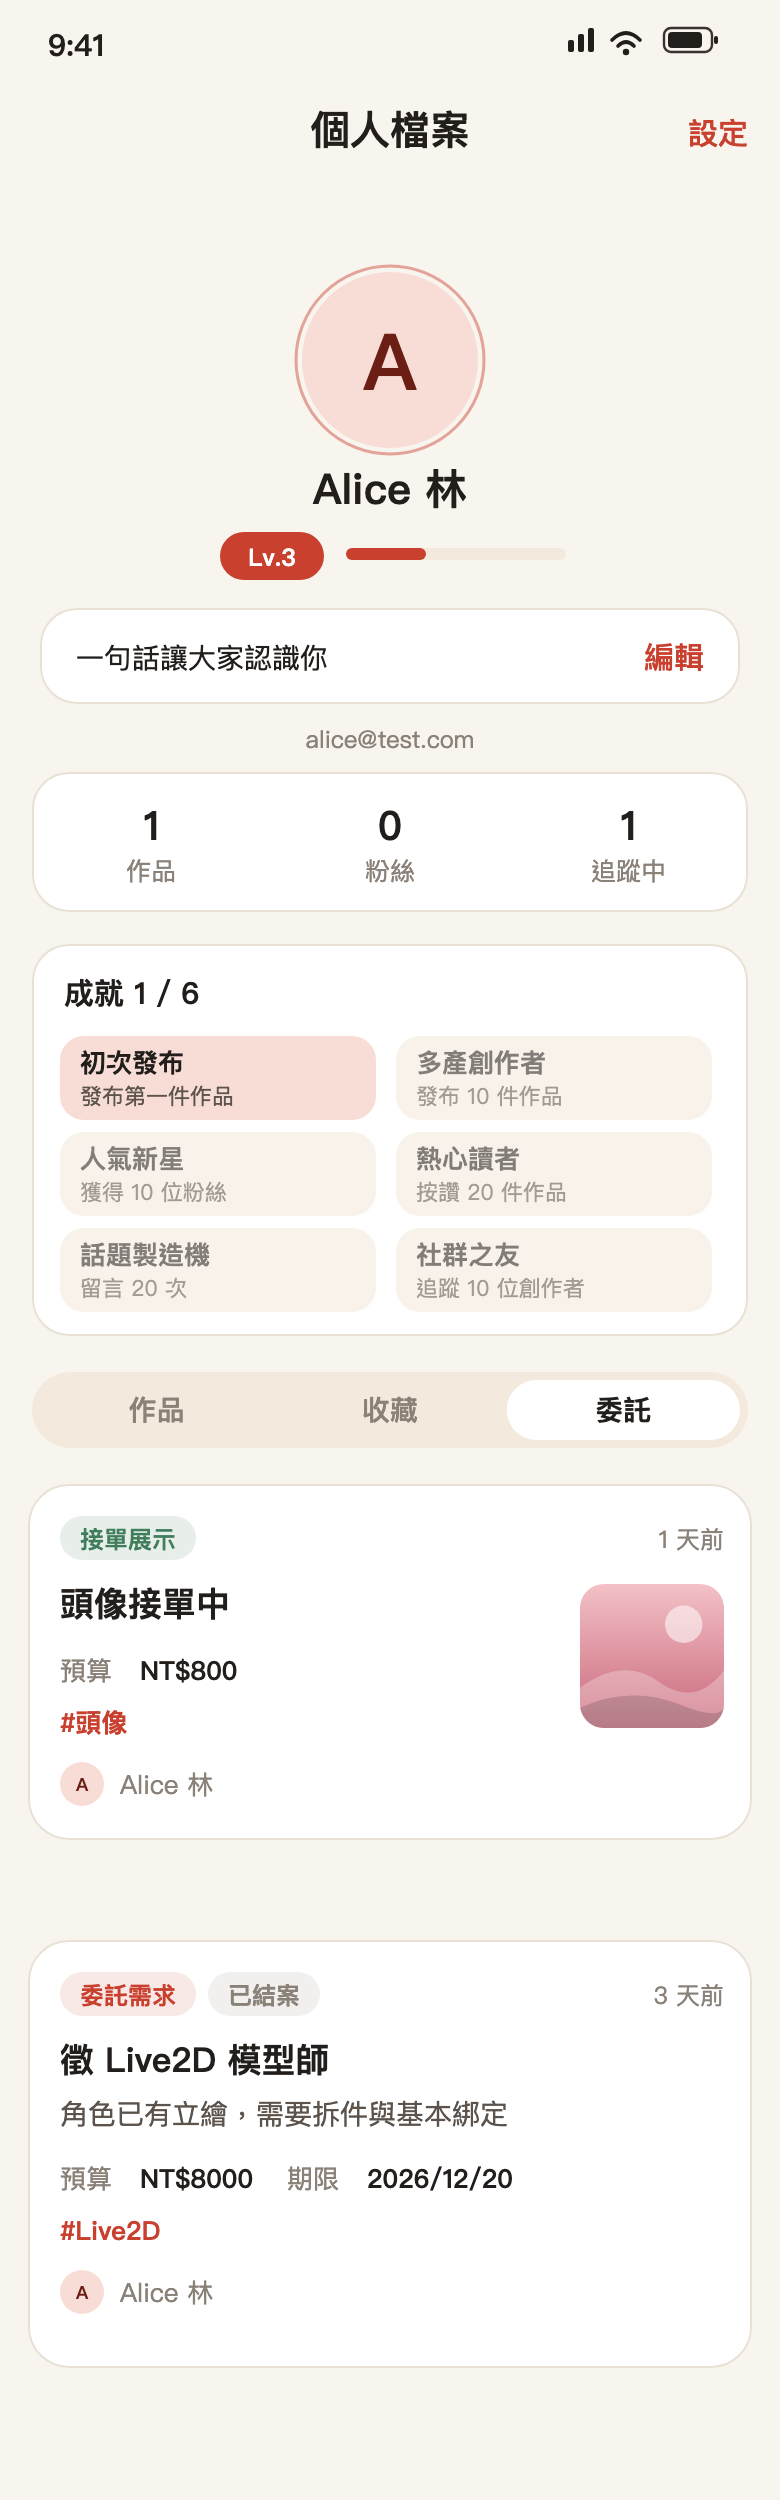 9:41
個人檔案
設定
A
Alice 林
Lv.3
一句話讓大家認識你
編輯
alice@test.com
1
0
1
作品
粉絲
追蹤中
成就 1 / 6
初次發布
發布第一件作品
多產創作者
發布 10 件作品
人氣新星
獲得 10 位粉絲
熱心讀者
按讚 20 件作品
話題製造機
留言 20 次
社群之友
追蹤 10 位創作者
作品
收藏
委託
接單展示
1 天前
頭像接單中
預算 NT$800
#頭像
A
Alice 林
委託需求
已結案
3 天前
徵 Live2D 模型師
角色已有立繪，需要拆件與基本綁定
預算 NT$8000 期限 2026/12/20
#Live2D
A
Alice 林